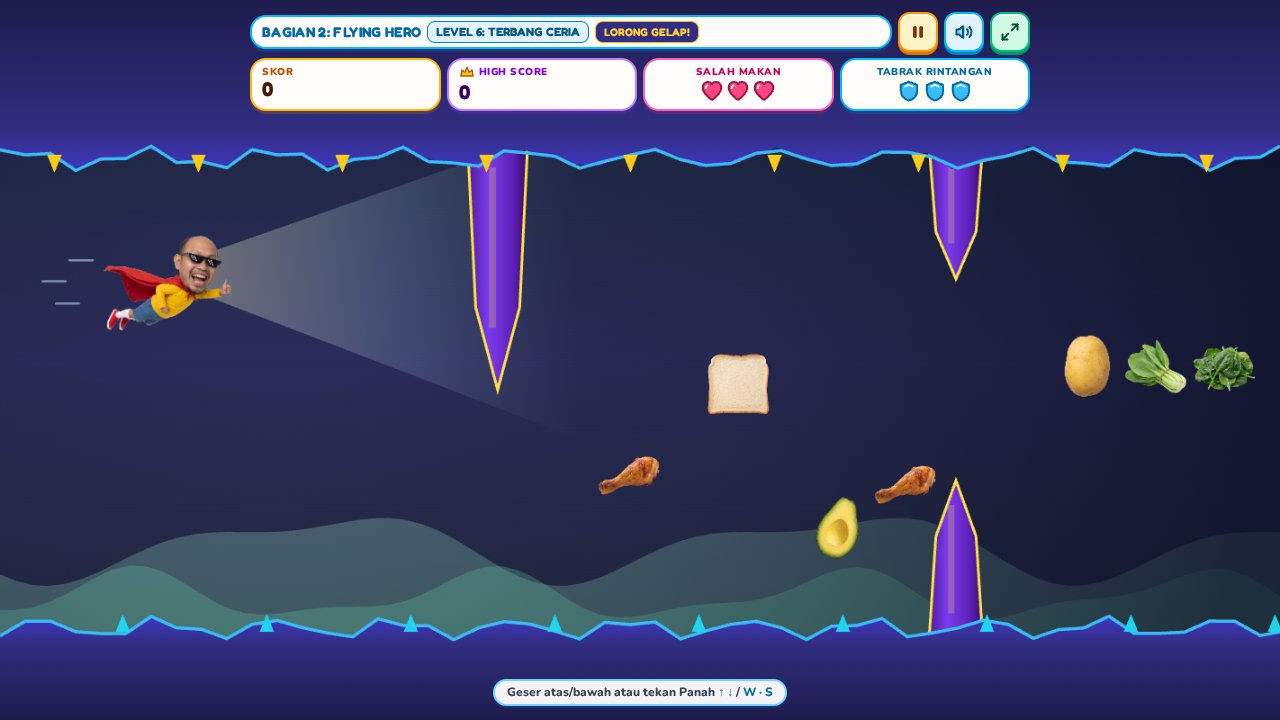 BAGIAN 2: FLYING HERO
LEVEL 6: TERBANG CERIA
LORONG GELAP!
SKOR
0
HIGH SCORE
0
SALAH MAKAN
TABRAK RINTANGAN
Geser atas/bawah atau tekan Panah ↑ ↓ / W · S